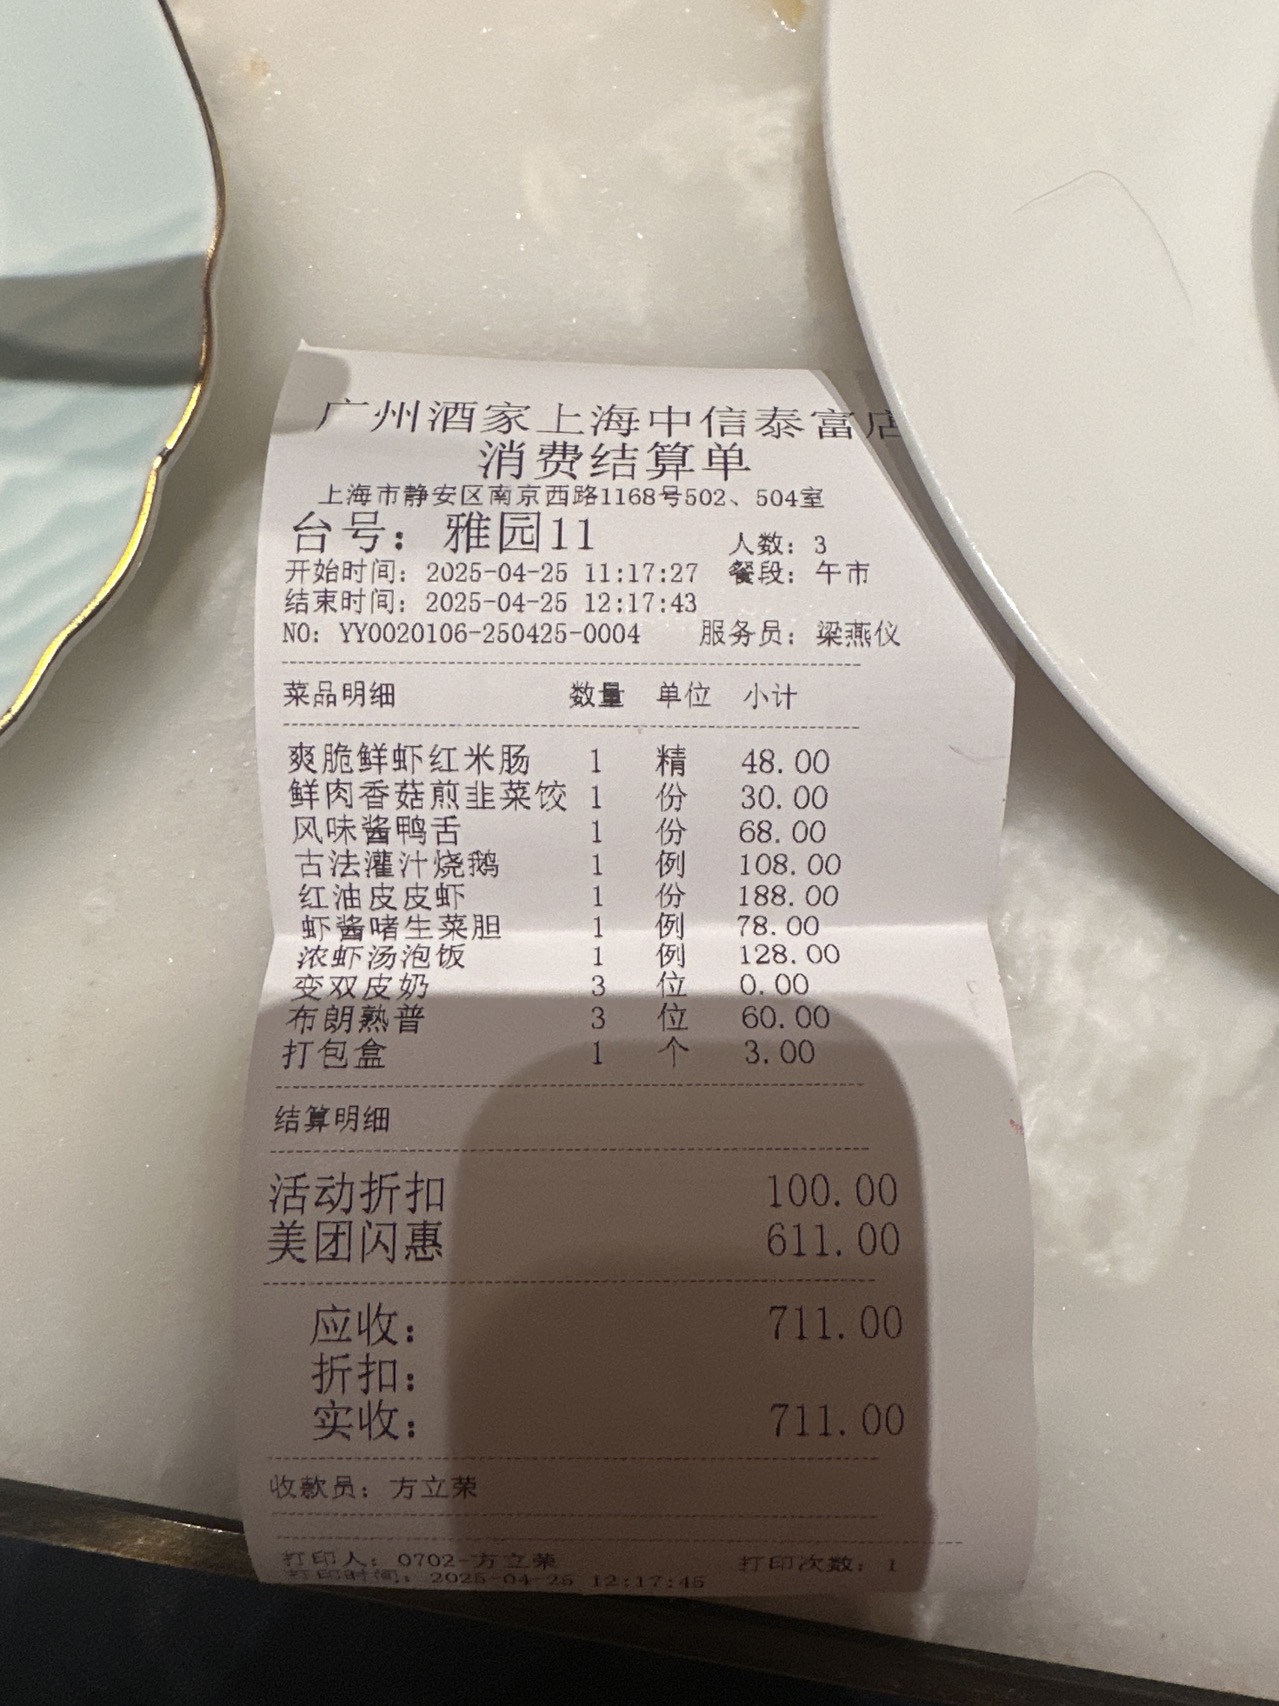 广州酒家上海中信泰富店
消费结算单
上海市静安区南京西路1168号502、504室
台号：雅园11 人数：3
开始时间：2025-04-25 11:17:27 餐段：午市
结束时间：2025-04-25 12:17:43
NO: YY0020106-250425-0004 服务员：梁燕仪
菜品明细 数量 单位 小计
爽脆鲜虾红米肠 1 精 48.00
鲜肉香菇煎韭菜饺 1 份 30.00
风味酱鸭舌 1 份 68.00
古法灌汁烧鹅 1 例 108.00
红油皮皮虾 1 份 188.00
虾酱啫生菜胆 1 例 78.00
浓虾汤泡饭 1 例 128.00
变双皮奶 3 位 0.00
布朗熟普 3 位 60.00
打包盒 1 个 3.00
结算明细
活动折扣 100.00
美团闪惠 611.00
应收： 711.00
折扣：
实收： 711.00
收款员：方立荣
打印人：0702-方立荣 打印次数：1
打印时间：2025-04-25 12:17:45